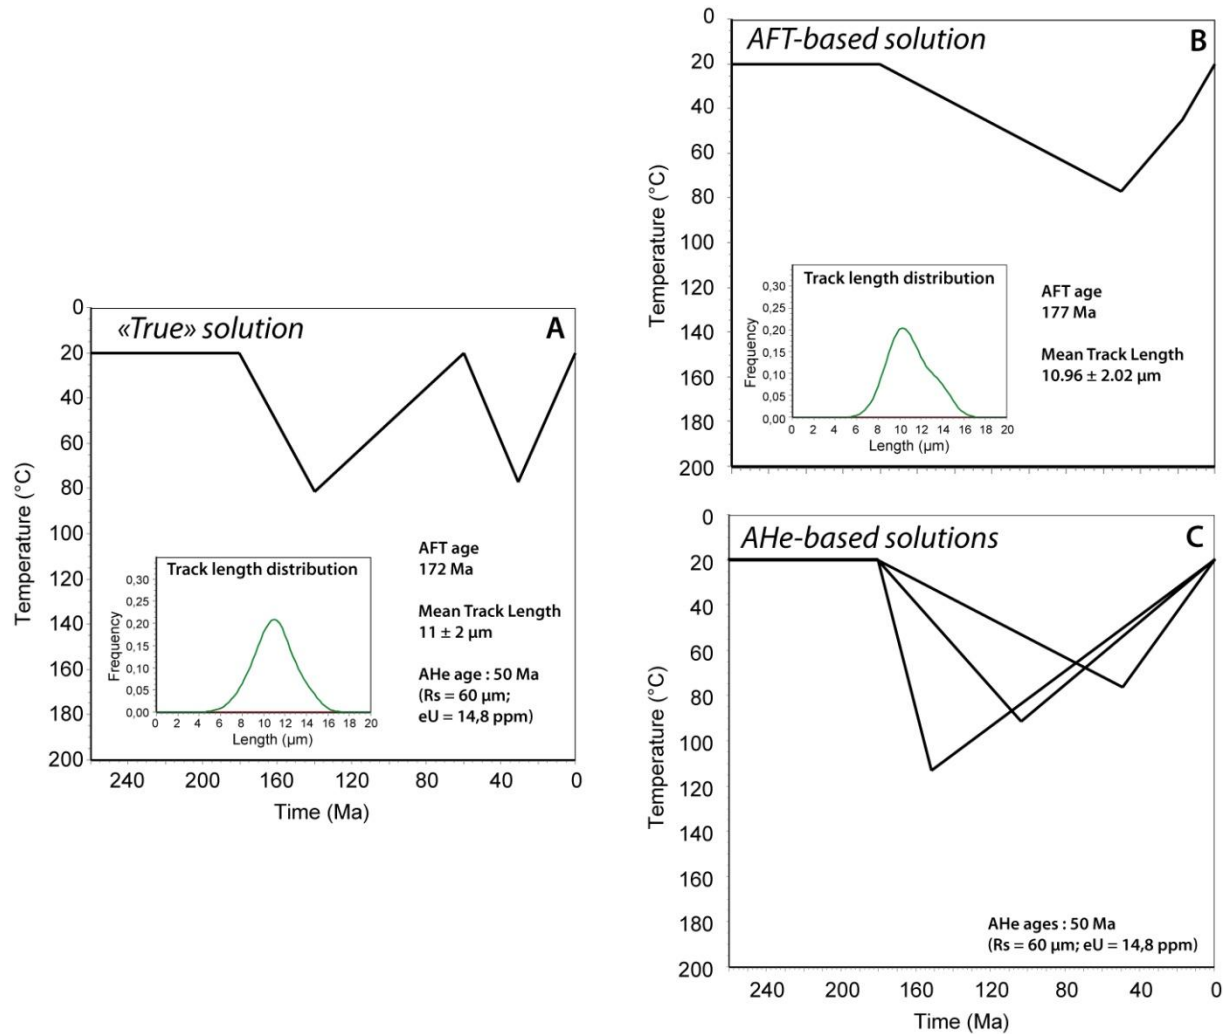 «True» solution
A
0
20
40
60
80
100
120
140
160
180
200
Temperature (°C)
240
200
160
120
80
40
0
Time (Ma)
Track length distribution
0,30
0,25
0,20
0,15
0,10
0,05
0,00
Frequency
0 2 4 6 8 10 12 14 16 18 20
Length (µm)
AFT age
172 Ma
Mean Track Length
11 ± 2 µm
AHe age : 50 Ma
(Rs = 60 µm;
eU = 14,8 ppm)
AFT-based solution
B
0
20
40
60
80
100
120
140
160
180
200
Temperature (°C)
Track length distribution
0,30
0,25
0,20
0,15
0,10
0,05
0,00
Frequency
0 2 4 6 8 10 12 14 16 18 20
Length (µm)
AFT age
177 Ma
Mean Track Length
10.96 ± 2.02 µm
AHe-based solutions
C
0
20
40
60
80
100
120
140
160
180
200
Temperature (°C)
AHe ages : 50 Ma
(Rs = 60 µm; eU = 14,8 ppm)
240
200
160
120
80
40
0
Time (Ma)